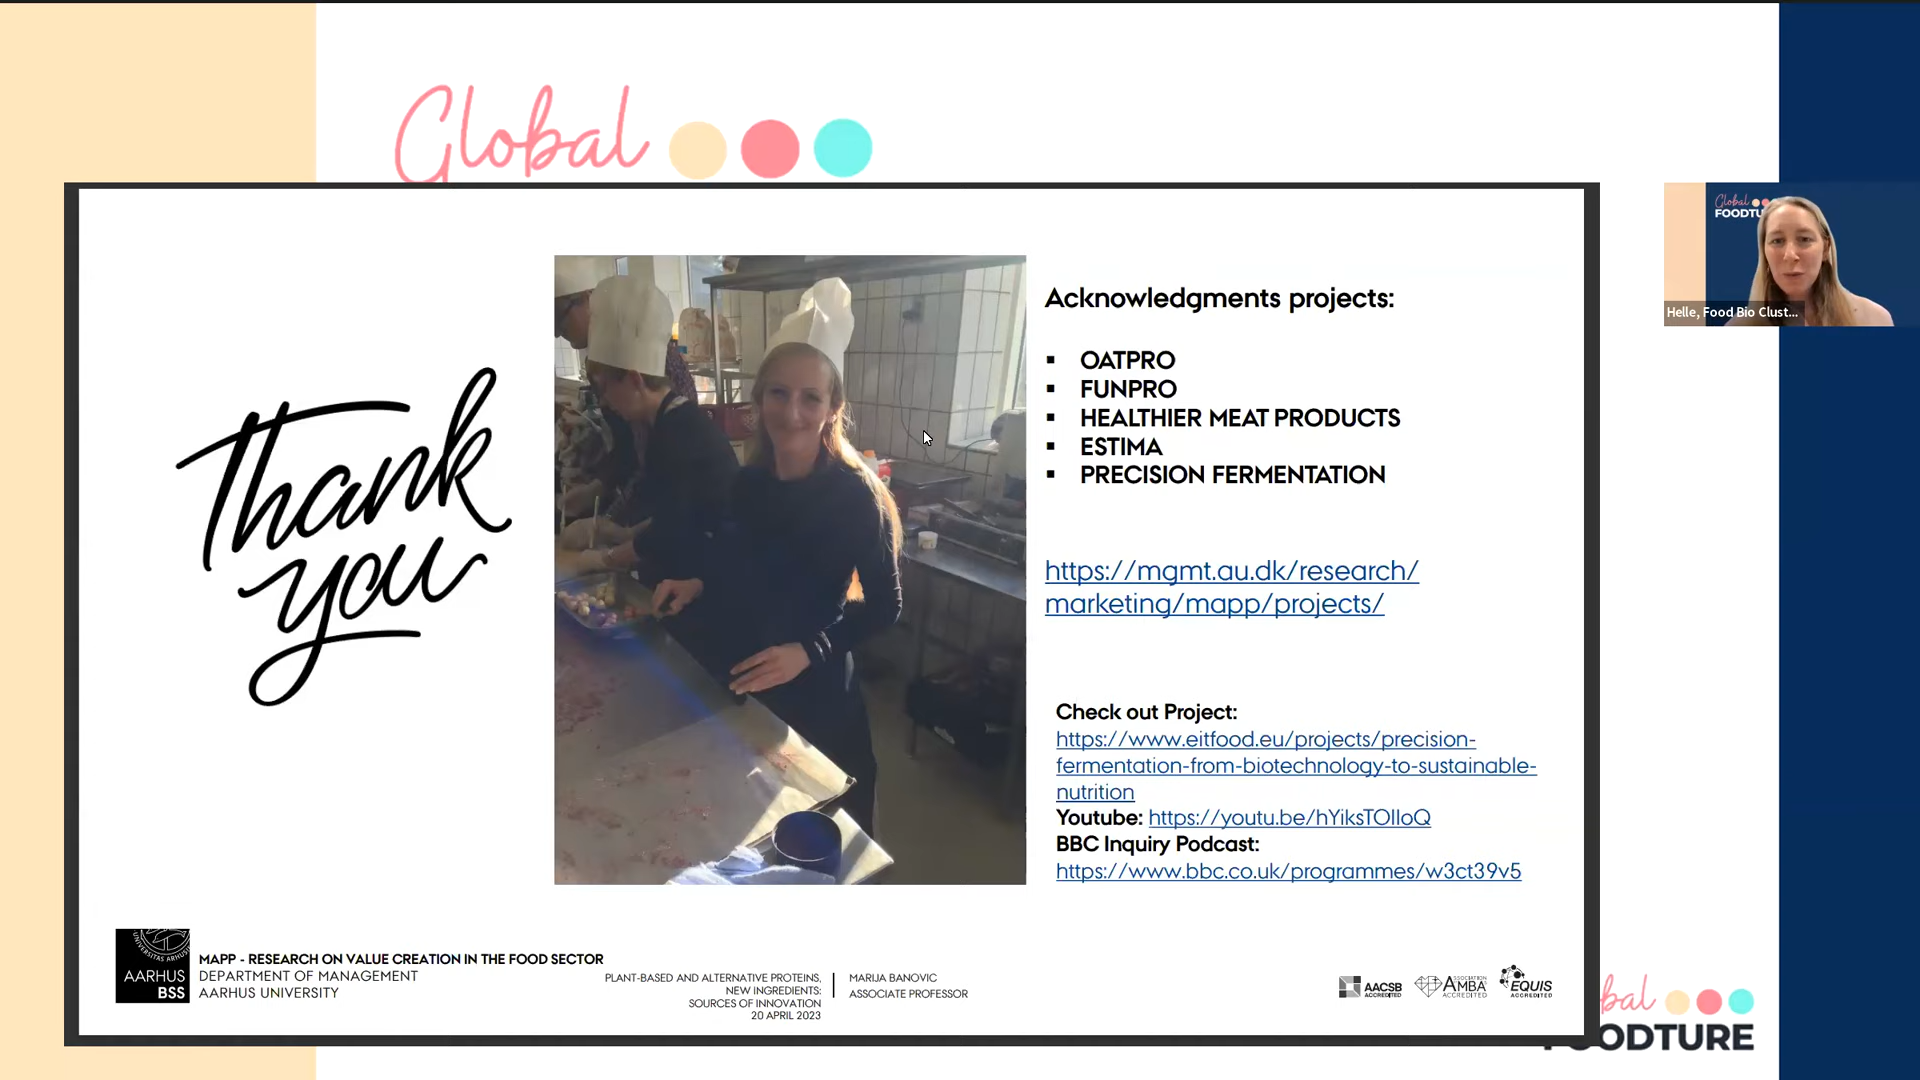 Global
Global
FOODTU
Helle, Food Bio Clust...
Thank
you
Acknowledgments projects:
▪ OATPRO
▪ FUNPRO
▪ HEALTHIER MEAT PRODUCTS
▪ ESTIMA
▪ PRECISION FERMENTATION
https://mgmt.au.dk/research/
marketing/mapp/projects/
Check out Project:
https://www.eitfood.eu/projects/precision-
fermentation-from-biotechnology-to-sustainable-
nutrition
Youtube: https://youtu.be/hYiksTOlloQ
BBC Inquiry Podcast:
https://www.bbc.co.uk/programmes/w3ct39v5
AARHUS
BSS
MAPP - RESEARCH ON VALUE CREATION IN THE FOOD SECTOR
DEPARTMENT OF MANAGEMENT
AARHUS UNIVERSITY
PLANT-BASED AND ALTERNATIVE PROTEINS,
NEW INGREDIENTS:
SOURCES OF INNOVATION
20 APRIL 2023
MARIJA BANOVIC
ASSOCIATE PROFESSOR
AACSB
ACCREDITED
ASSOCIATION
AMBA
ACCREDITED
EQUIS
ACCREDITED
bal
FOODTURE